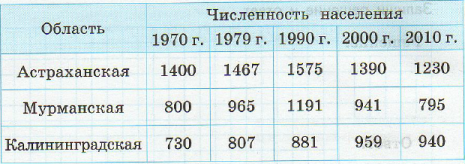 Область Численность населения
1970 г. 1979 г. 1990 г. 2000 г. 2010 г.
Астраханская 1400 1467 1575 1390 1230
Мурманская 800 965 1191 941 795
Калининградская 730 807 881 959 940